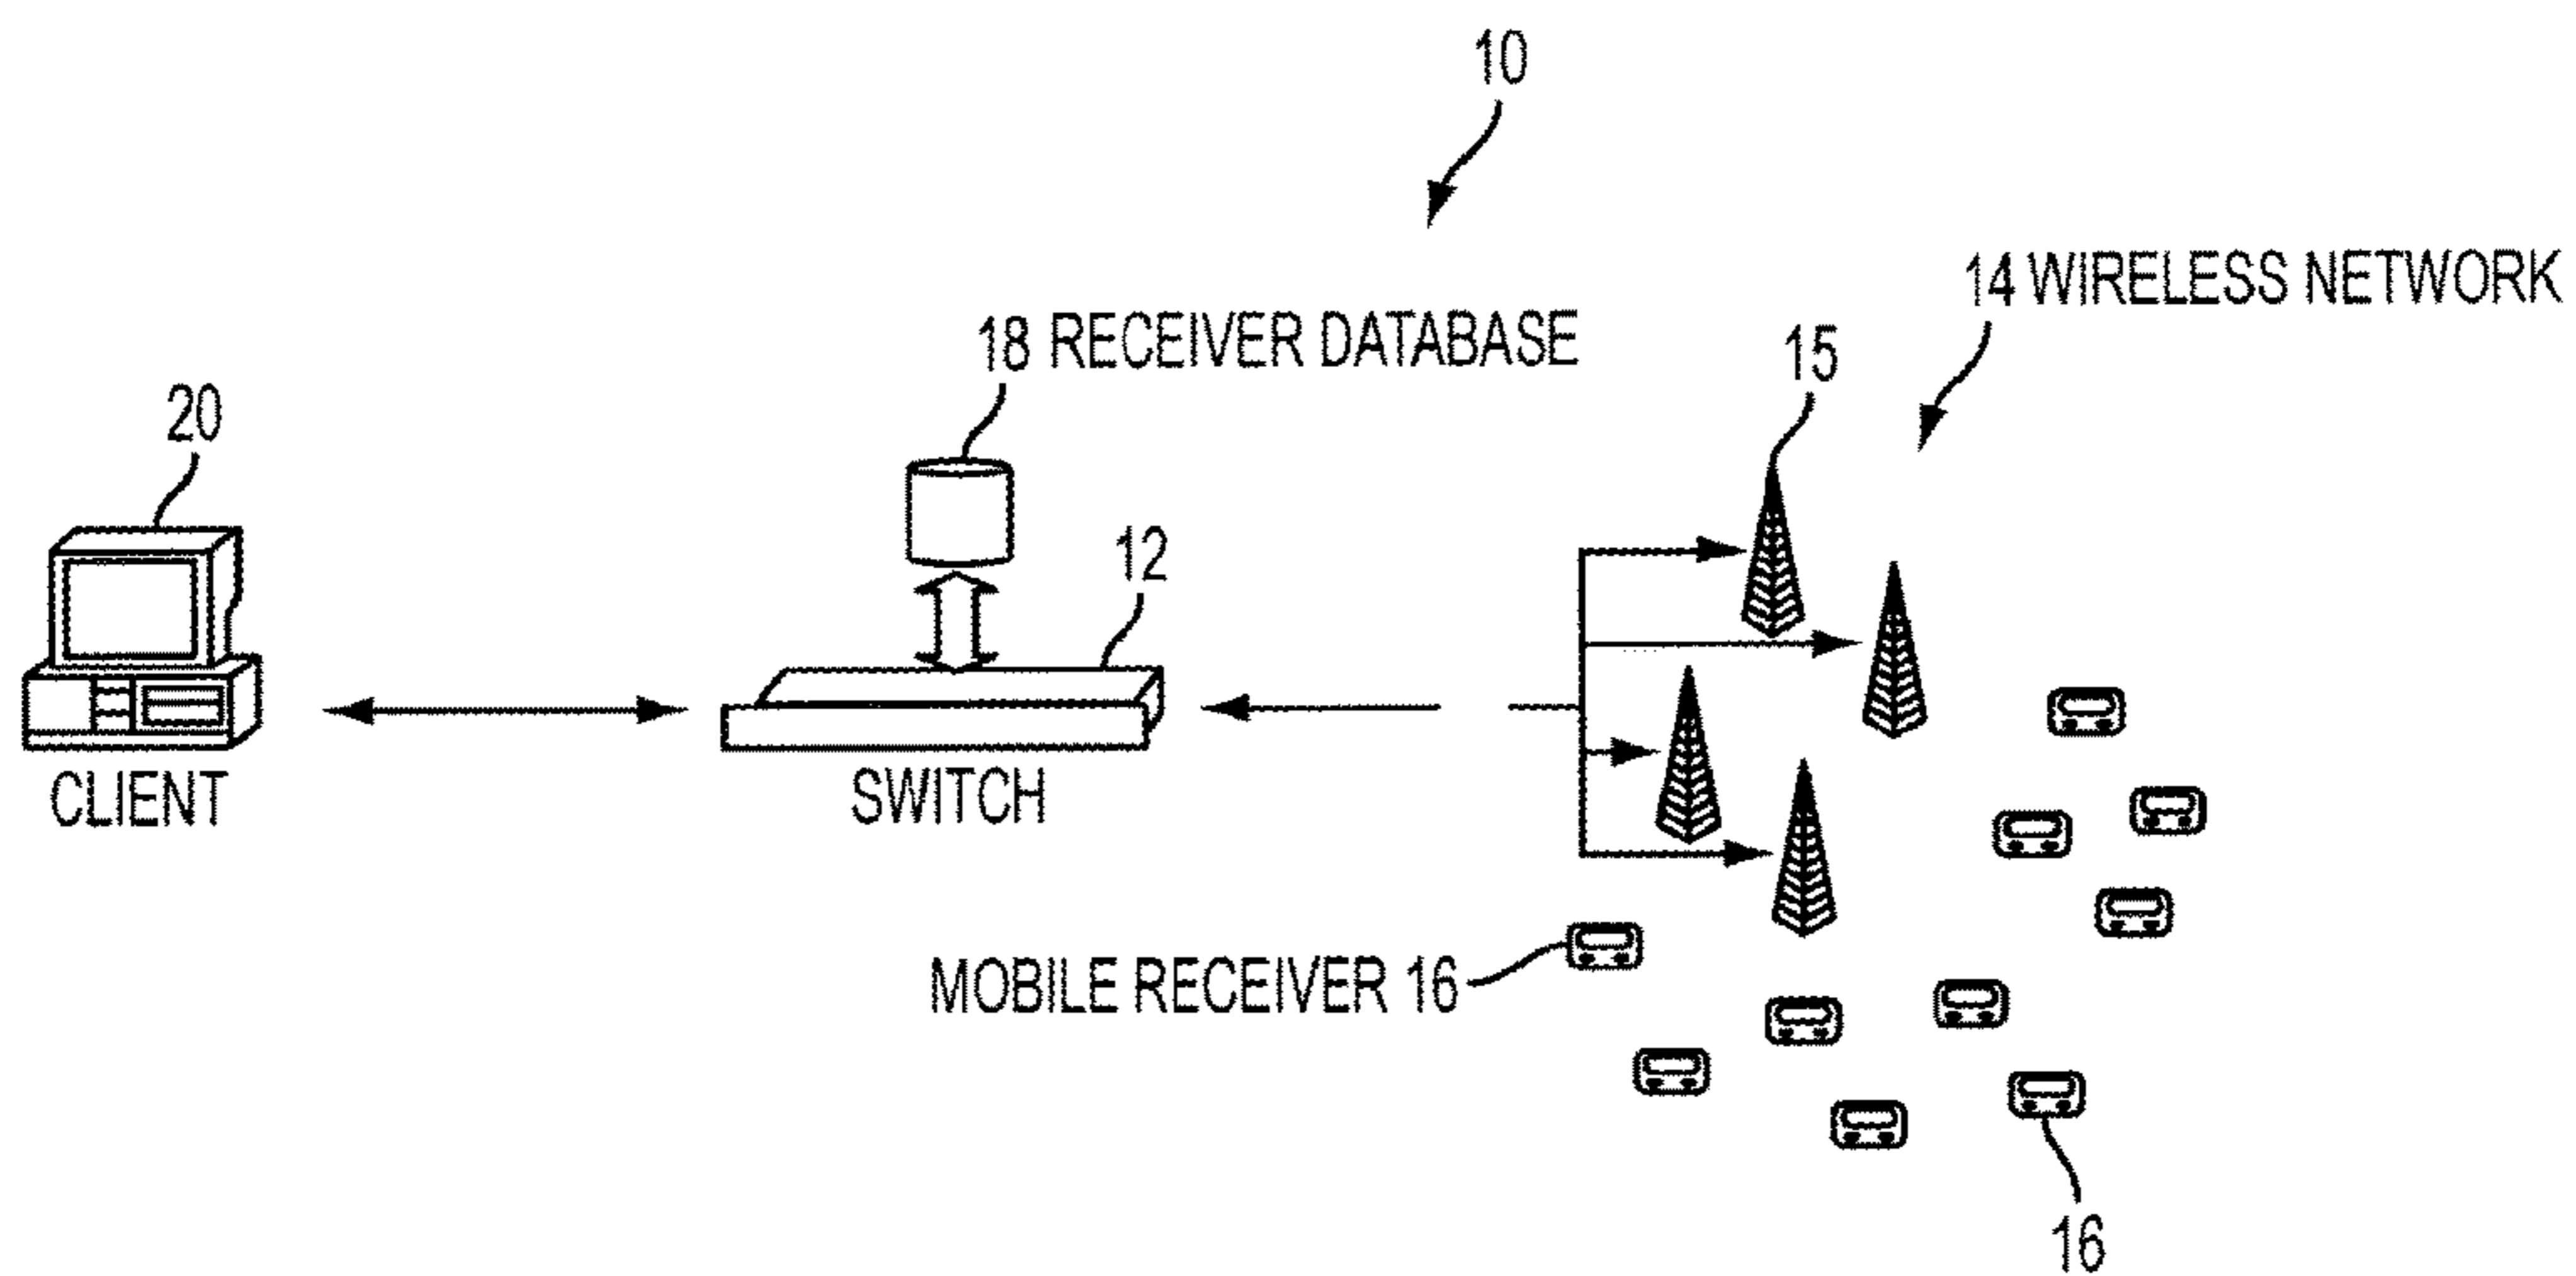 10
14 WIRELESS NETWORK
18 RECEIVER DATABASE
15
20
12
CLIENT
SWITCH
MOBILE RECEIVER 16
16